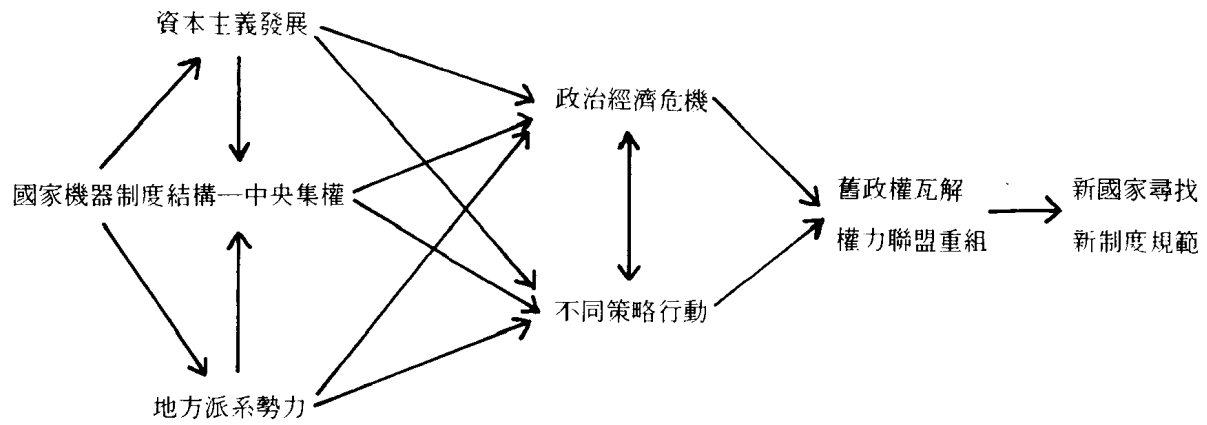 資本主義發展
政治經濟危機
國家機器制度結構—中央集權
舊政權瓦解
權力聯盟重組
新國家尋找
新制度規範
不同策略行動
地方派系勢力